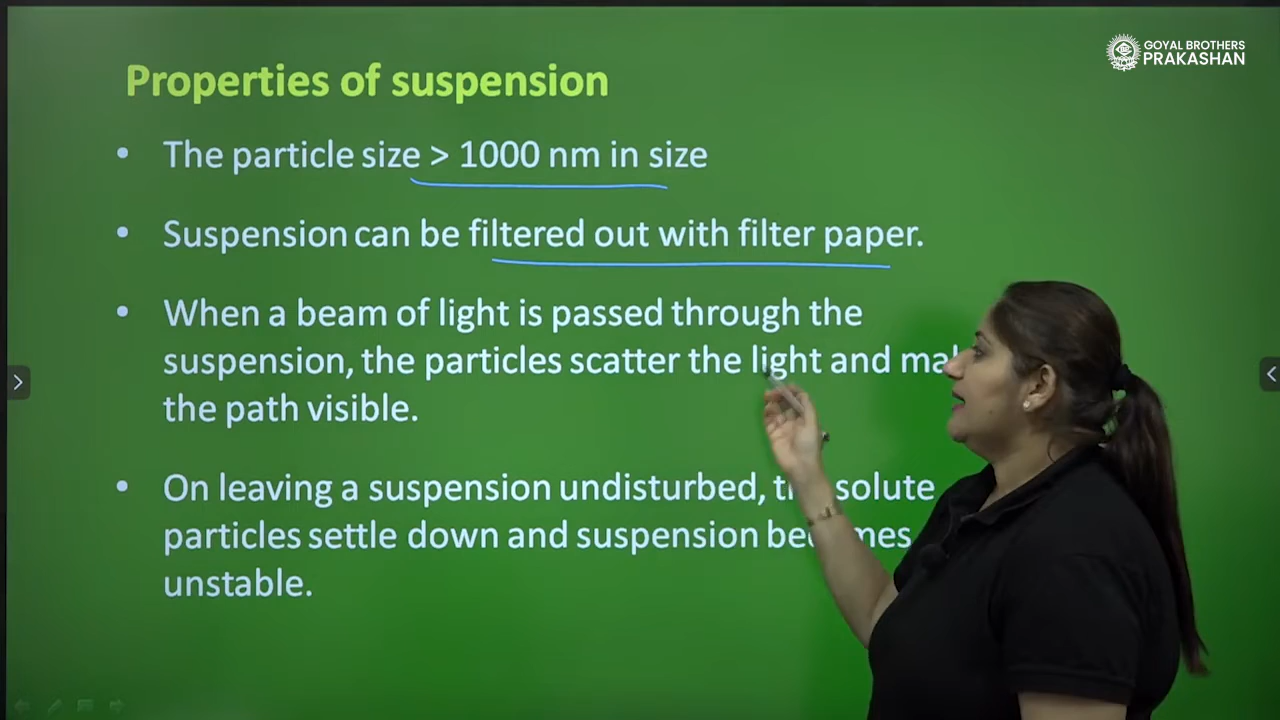 GOYAL BROTHERS
PRAKASHAN
Properties of suspension
• The particle size > 1000 nm in size
• Suspension can be filtered out with filter paper.
• When a beam of light is passed through the
suspension, the particles scatter the light and
the path visible.
• On leaving a suspension undisturbed, solute
particles settle down and suspension
unstable.